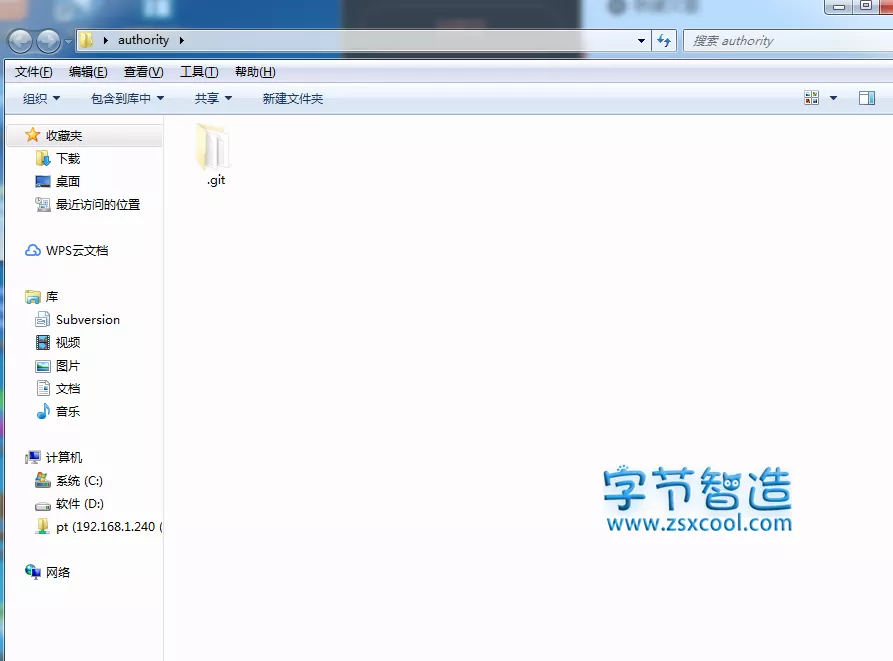 authority
搜索 authority
文件(F) 编辑(E) 查看(V) 工具(T) 帮助(H)
组织 包含到库中 共享 新建文件夹
收藏夹
下载
桌面
最近访问的位置
WPS云文档
库
Subversion
视频
图片
文档
音乐
计算机
系统 (C:)
软件 (D:)
pt (192.168.1.240 (
网络
.git
字节智造
www.zsxcool.com